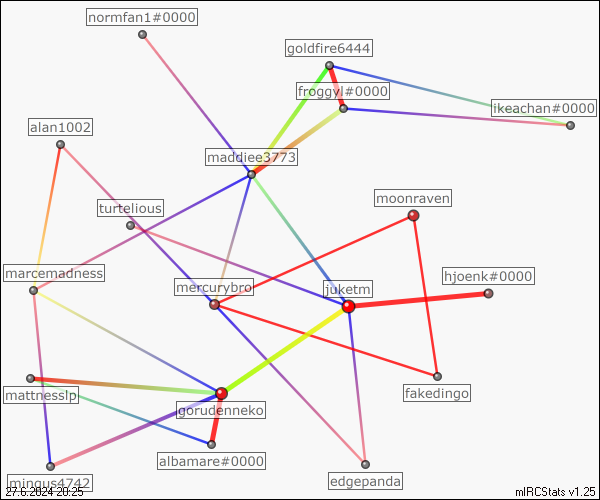 normfan1#0000
goldfire6444
froggyl#0000
ikeachan#0000
alan1002
maddiee3773
moonraven
turtelious
marcemadness
hjoenk#0000
mercurybro
juketm
mattnesslp
fakedingo
gorudenneko
albamare#0000
mingus4742
edgepanda
27.6.2024 20:25
mIRCStats v1.25